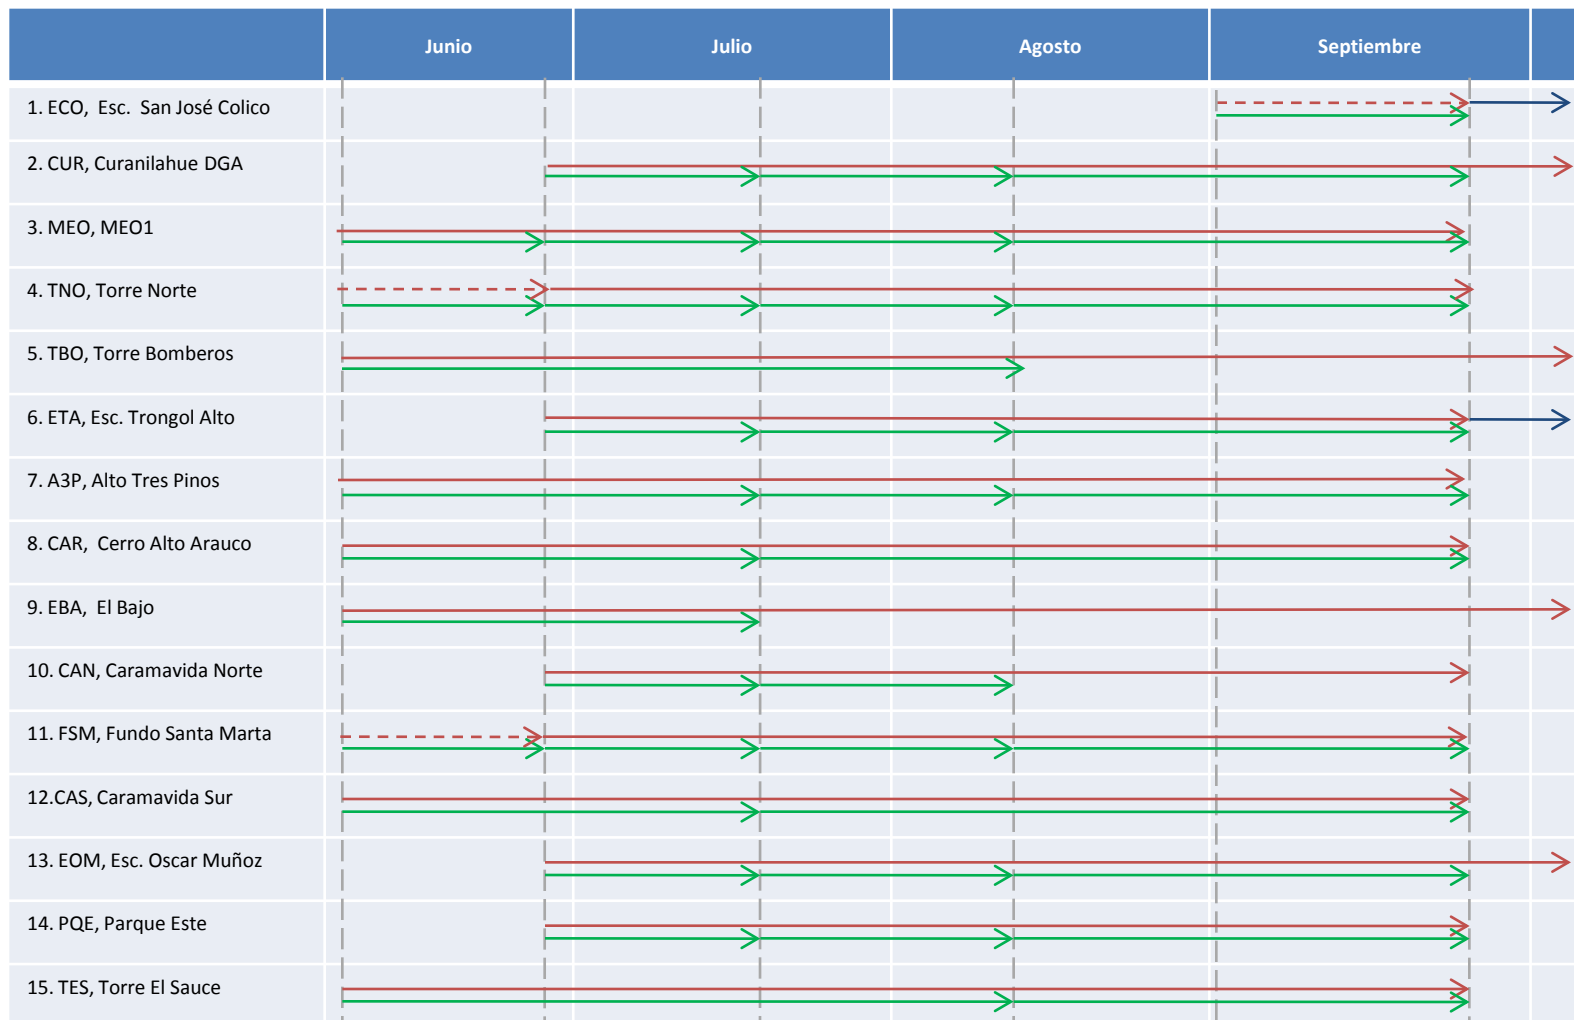 Junio Julio Agosto Septiembre
1. ECO, Esc. San José Colico
2. CUR, Curanilahue DGA
3. MEO, MEO1
4. TNO, Torre Norte
5. TBO, Torre Bomberos
6. ETA, Esc. Trongol Alto
7. A3P, Alto Tres Pinos
8. CAR, Cerro Alto Arauco
9. EBA, El Bajo
10. CAN, Caramavida Norte
11. FSM, Fundo Santa Marta
12.CAS, Caramavida Sur
13. EOM, Esc. Oscar Muñoz
14. PQE, Parque Este
15. TES, Torre El Sauce